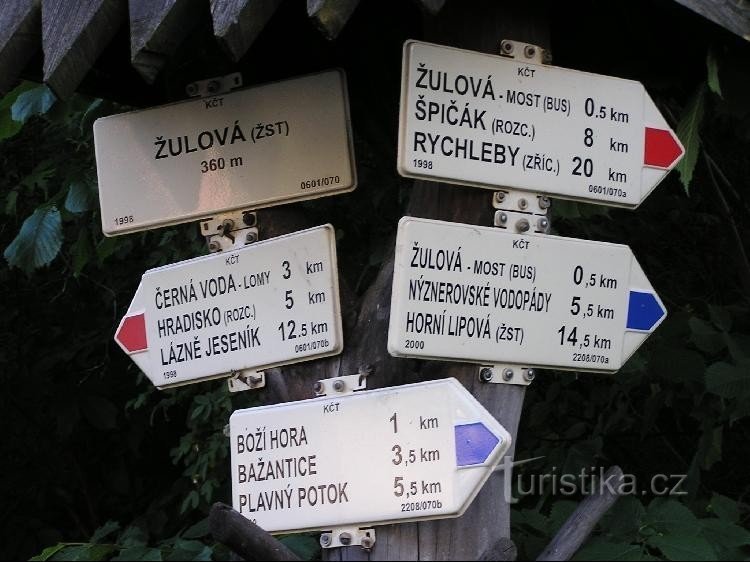 KČT
ŽULOVÁ (ŽST)
360 m
1998 0601/070
KČT
ŽULOVÁ - MOST (BUS) 0.5 km
ŠPIČÁK (ROZC.) 8 km
RYCHLEBY (ZŘÍC.) 20 km
1998 0601/070a
KČT
ČERNÁ VODA - LOMY 3 km
HRADISKO (ROZC.) 5 km
LÁZNĚ JESENÍK 12,5 km
1998 0601/070b
KČT
ŽULOVÁ - MOST (BUS) 0,5 km
NÝZNEROVSKÉ VODOPÁDY 5,5 km
HORNÍ LIPOVÁ (ŽST) 14,5 km
2000 2208/070a
KČT
BOŽÍ HORA 1 km
BAŽANTICE 3,5 km
PLAVNÝ POTOK 5,5 km
2208/070b
turistika.cz